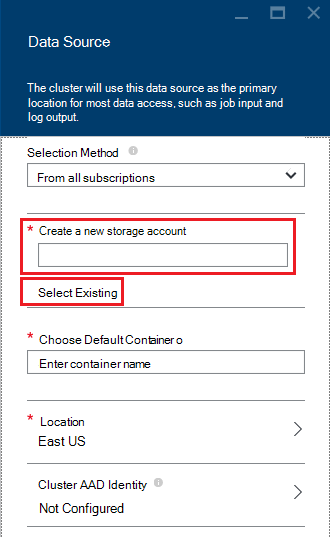 Data Source
The cluster will use this data source as the primary
location for most data access, such as job input and
log output.
Selection Method
From all subscriptions
* Create a new storage account
Select Existing
* Choose Default Container o
Enter container name
* Location
East US
Cluster AAD Identity
Not Configured